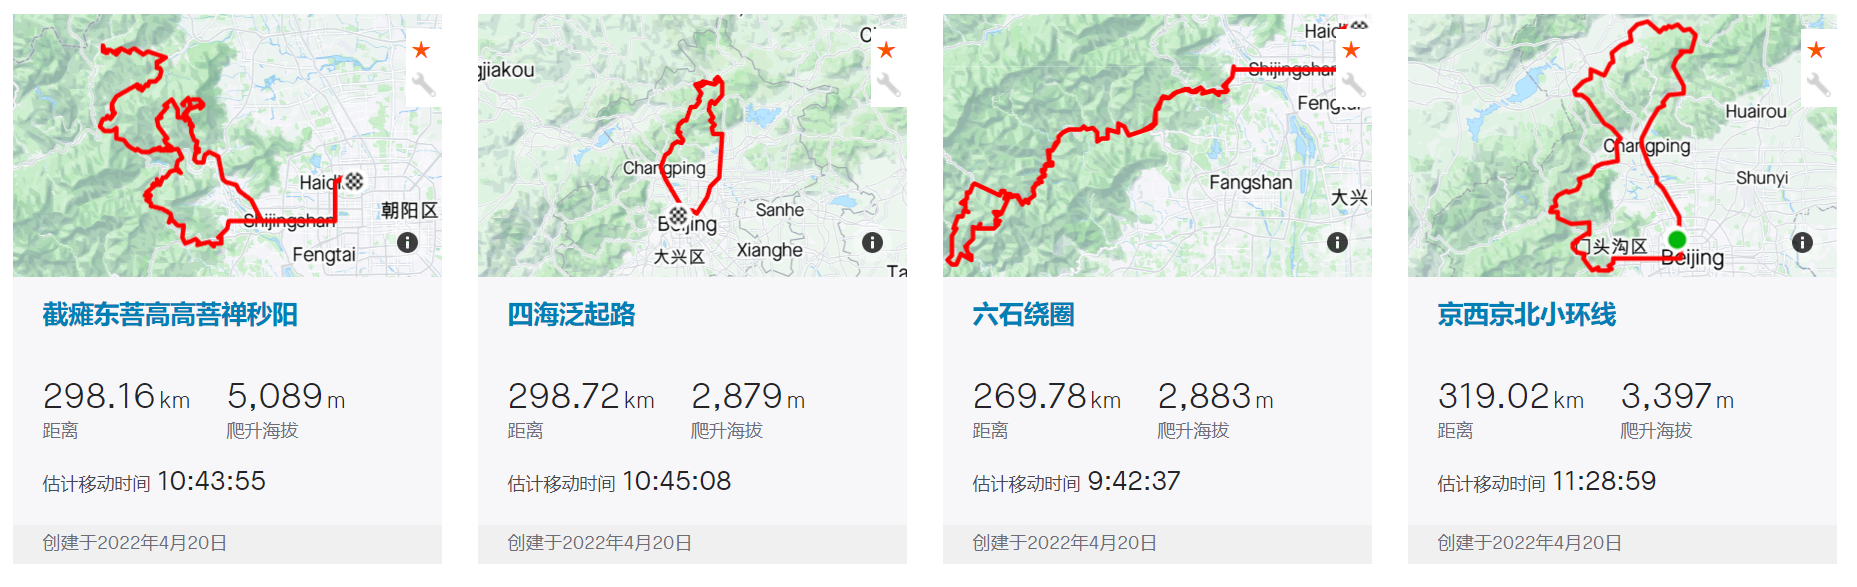 Haidi
朝阳区
Shijingshan
Fengtai
截瘫东菩高高菩禅秒阳
298.16 km
5,089 m
距离
爬升海拔
估计移动时间 10:43:55
创建于2022年4月20日
gjiakou
Changping
Beijing
Sanhe
大兴区
Xianghe
Ta
四海泛起路
298.72 km
2,879 m
距离
爬升海拔
估计移动时间 10:45:08
创建于2022年4月20日
Haid
Shijingshan
Fengtai
Fangshan
大兴
六石绕圈
269.78 km
2,883 m
距离
爬升海拔
估计移动时间 9:42:37
创建于2022年4月20日
Huairou
Changping
Shunyi
门头沟区
Beijing
京西京北小环线
319.02 km
3,397 m
距离
爬升海拔
估计移动时间 11:28:59
创建于2022年4月20日